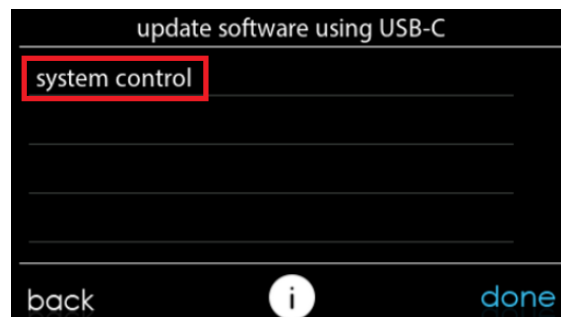 update software using USB-C
system control
back
i
done